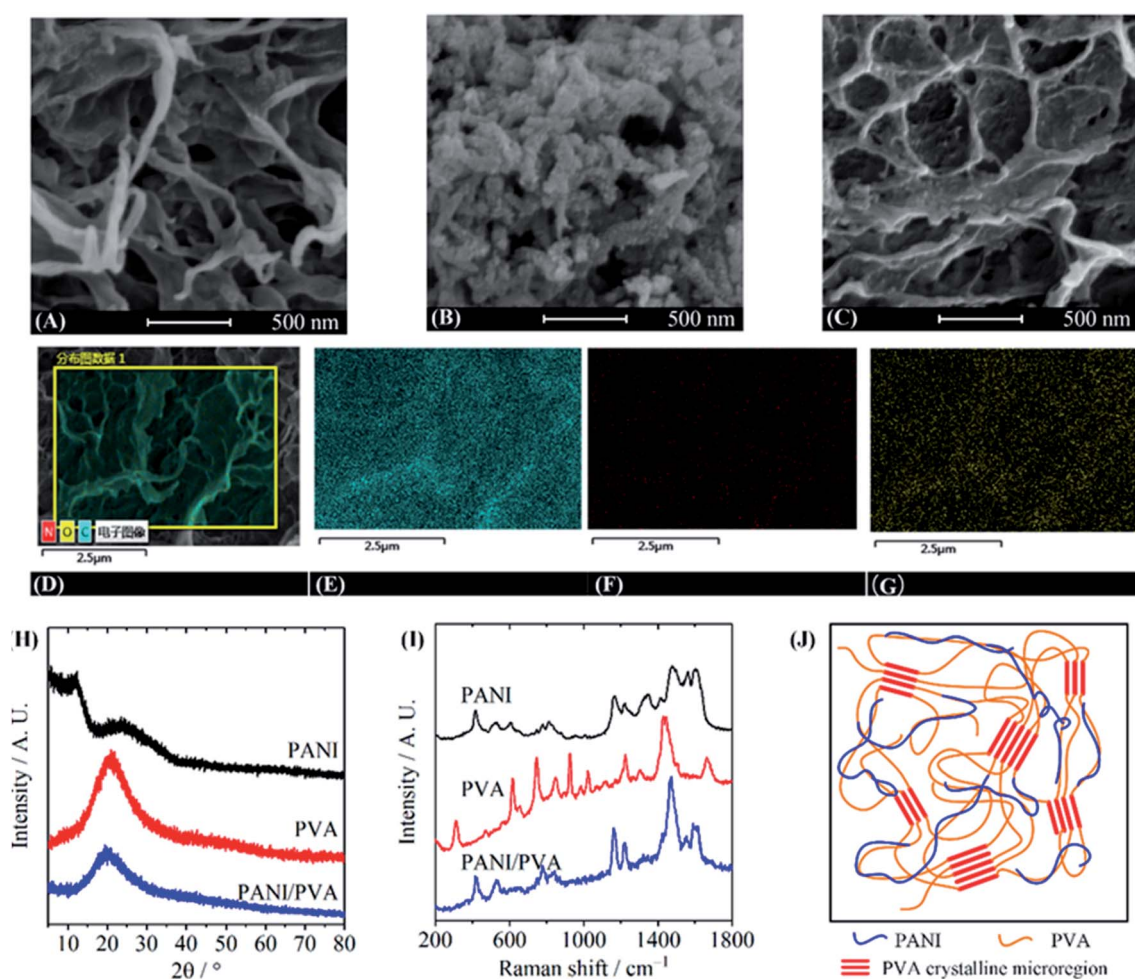 (A) 500 nm
(B) 500 nm
(C) 500 nm
分布图数据 1
N O C 电子图像
2.5μm
2.5μm
2.5μm
2.5μm
(D)
(E)
(F)
(G)
H)
PANI
PVA
PANI/PVA
Intensity / A. U.
10 20 30 40 50 60 70 80
2θ / °
(I)
PANI
PVA
PANI/PVA
Intensity / A. U.
200 600 1000 1400 1800
Raman shift / cm⁻¹
(J)
PANI PVA
PVA crystalline microregion